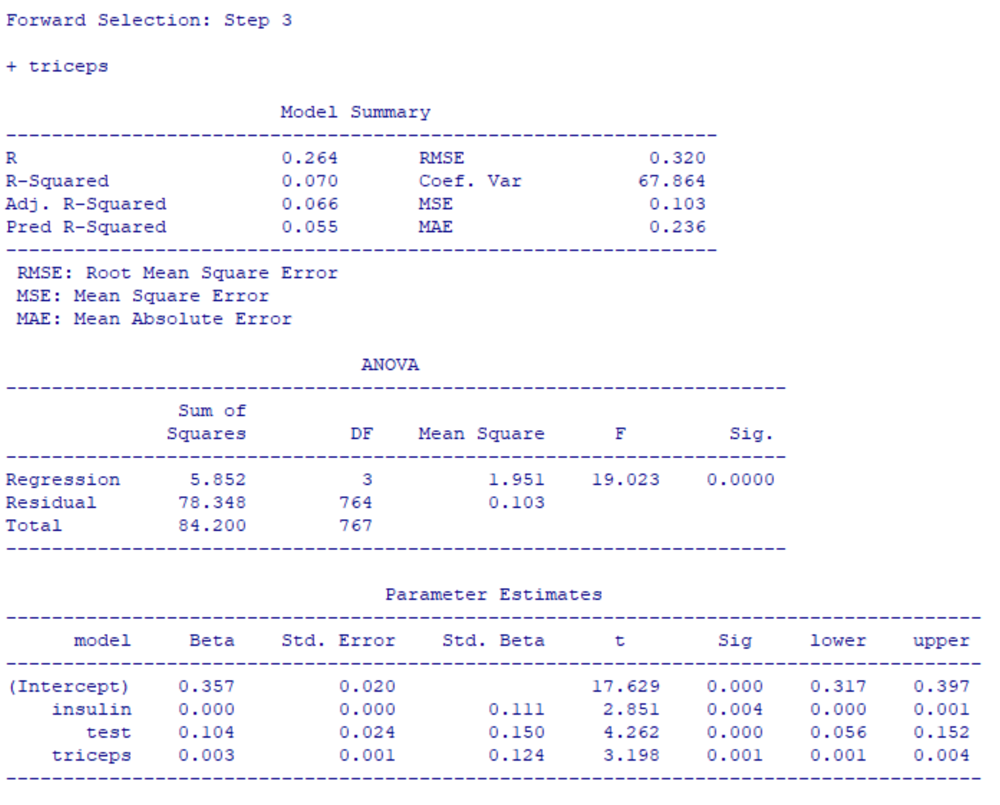 Forward Selection: Step 3
+ triceps
Model Summary
---------------------------------------------------------------
R                       0.264       RMSE                0.320
R-Squared               0.070       Coef. Var          67.864
Adj. R-Squared          0.066       MSE                 0.103
Pred R-Squared          0.055       MAE                 0.236
---------------------------------------------------------------
RMSE: Root Mean Square Error
MSE: Mean Square Error
MAE: Mean Absolute Error
ANOVA
---------------------------------------------------------------------
Sum of
Squares         DF    Mean Square      F         Sig.
---------------------------------------------------------------------
Regression      5.852          3          1.951    19.023    0.0000
Residual       78.348        764          0.103
Total          84.200        767
---------------------------------------------------------------------
Parameter Estimates
--------------------------------------------------------------------------------------
model     Beta    Std. Error    Std. Beta      t        Sig     lower    upper
--------------------------------------------------------------------------------------
(Intercept)    0.357         0.020                 17.629    0.000    0.317    0.397
insulin    0.000         0.000        0.111     2.851    0.004    0.000    0.001
test    0.104         0.024        0.150     4.262    0.000    0.056    0.152
triceps    0.003         0.001        0.124     3.198    0.001    0.001    0.004
--------------------------------------------------------------------------------------